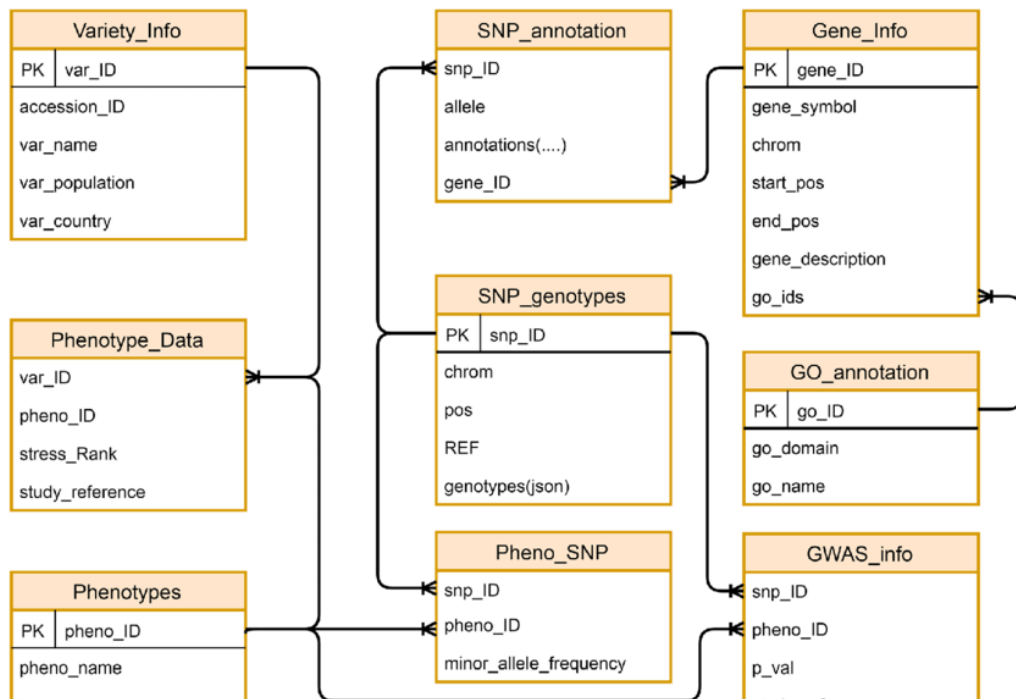 Variety_Info
PK var_ID
accession_ID
var_name
var_population
var_country
SNP_annotation
snp_ID
allele
annotations(....)
gene_ID
Gene_Info
PK gene_ID
gene_symbol
chrom
start_pos
end_pos
gene_description
go_ids
Phenotype_Data
var_ID
pheno_ID
stress_Rank
study_reference
SNP_genotypes
PK snp_ID
chrom
pos
REF
genotypes(json)
GO_annotation
PK go_ID
go_domain
go_name
Phenotypes
PK pheno_ID
pheno_name
Pheno_SNP
snp_ID
pheno_ID
minor_allele_frequency
GWAS_info
snp_ID
pheno_ID
p_val